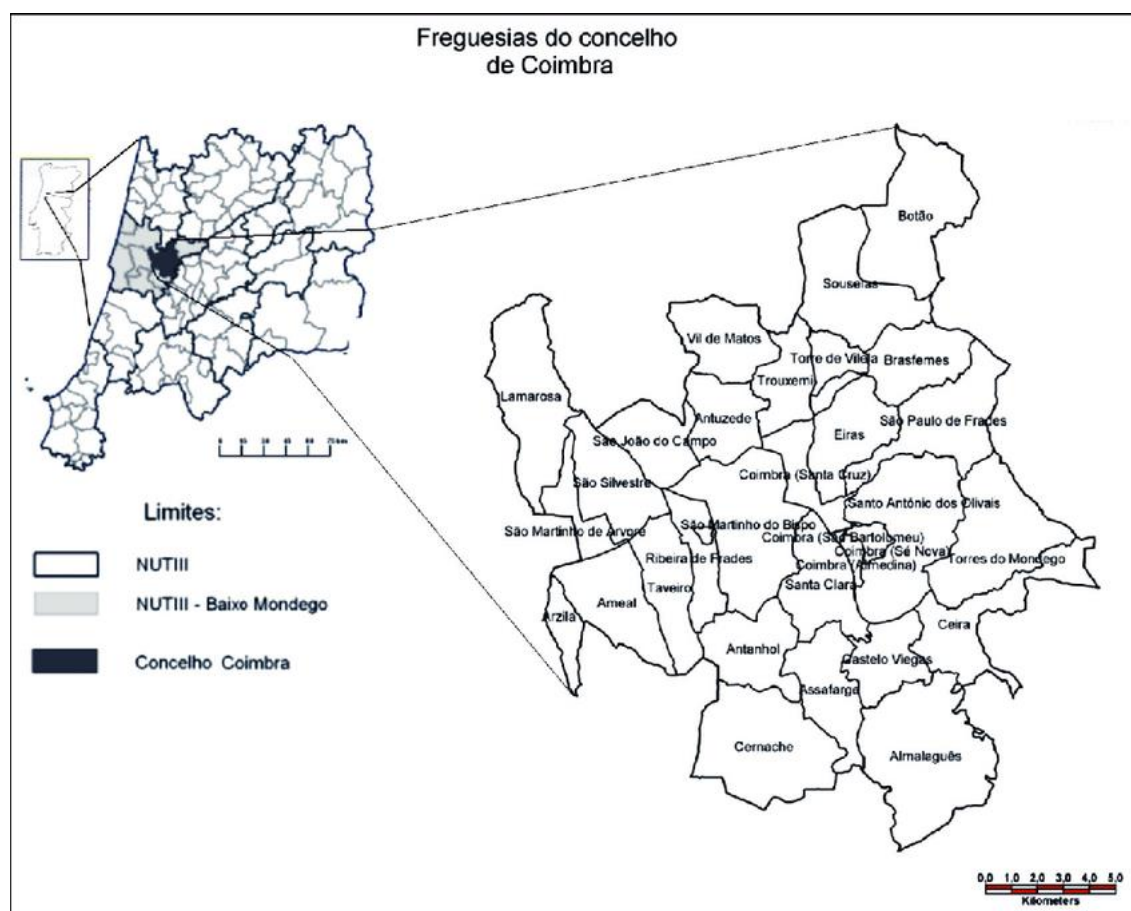 Freguesias do concelho
de Coimbra
Botão
Souselas
Vil de Matos
Torre de Vilela
Brasfemes
Trouxemil
Lamarosa
Antuzede
São Paulo de Frades
São João do Campo
Eiras
Coimbra (Santa Cruz)
São Silvestre
Santo António dos Olivais
São Martinho do Bispo
São Martinho de Arvore
Coimbra (São Bartolomeu)
Coimbra (Sé Nova)
Ribeira de Frades
Coimbra (Almedina)
Torres do Mondego
Taveiro
Santa Clara
Ameal
Arzila
Ceira
Antanhol
Castelo Viegas
Assafarge
Cernache
Almalaguês
Limites:
NUTIII
NUTIII - Baixo Mondego
Concelho Coimbra
0,0 1,0 2,0 3,0 4,0 5,0
Kilometers